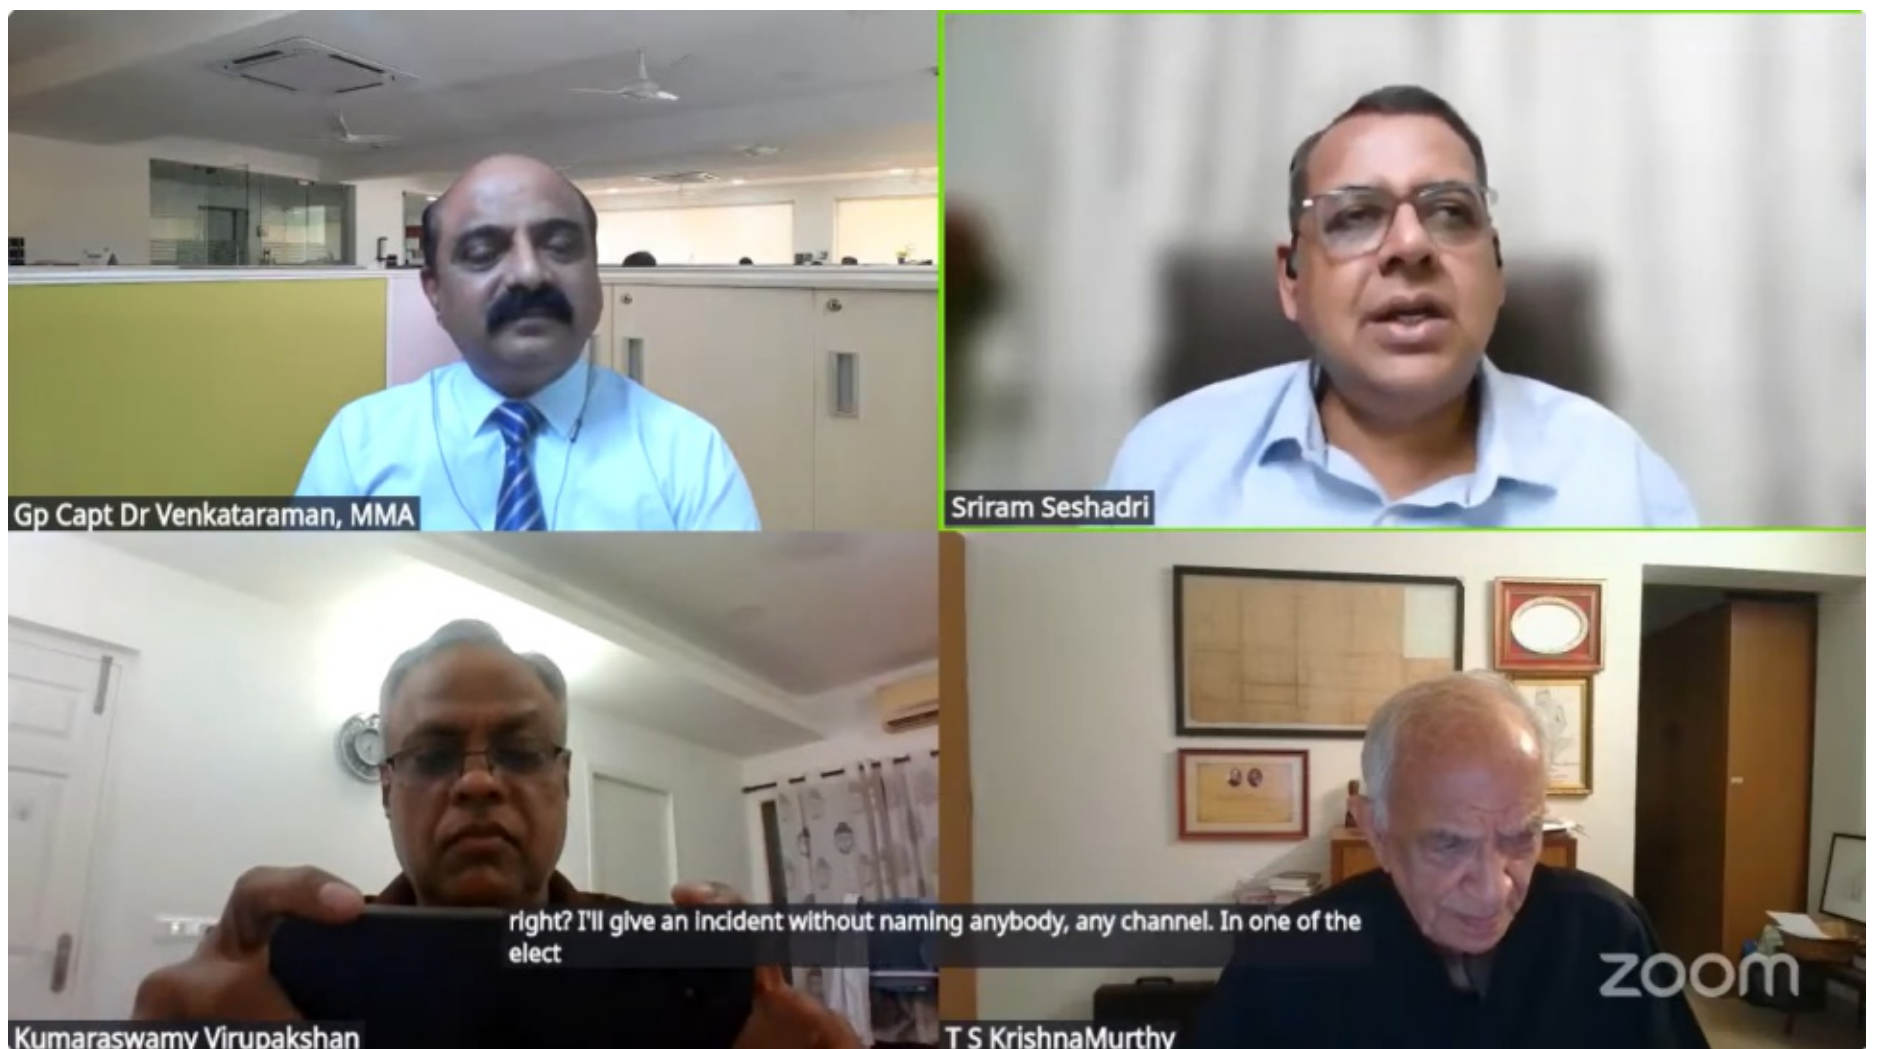 Gp Capt Dr Venkataraman, MMA
Sriram Seshadri
right? I'll give an incident without naming anybody, any channel. In one of the
elect
zoom
Kumaraswamy Virupakshan
T S KrishnaMurthy